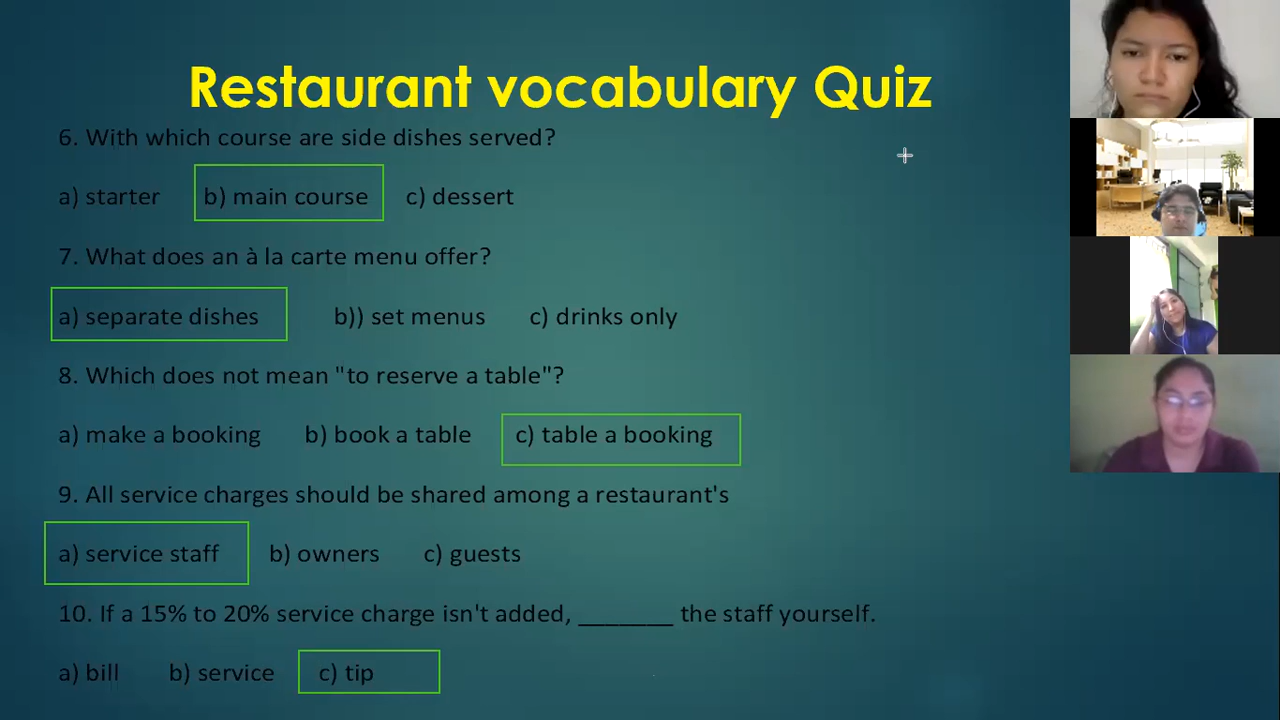 Restaurant vocabulary Quiz
6. With which course are side dishes served?
a) starter b) main course c) dessert
7. What does an à la carte menu offer?
a) separate dishes b)) set menus c) drinks only
8. Which does not mean "to reserve a table"?
a) make a booking b) book a table c) table a booking
9. All service charges should be shared among a restaurant's
a) service staff b) owners c) guests
10. If a 15% to 20% service charge isn't added, _______ the staff yourself.
a) bill b) service c) tip